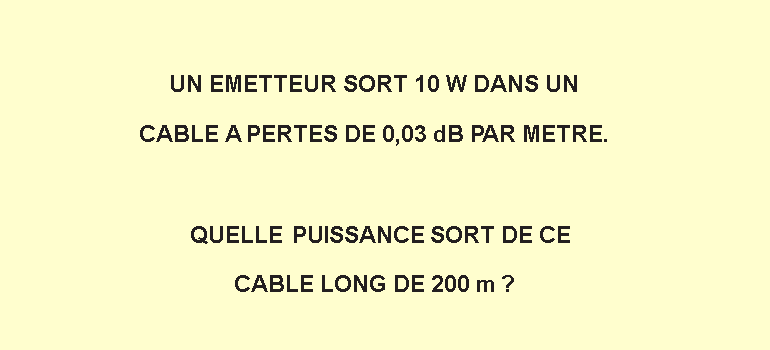 UN EMETTEUR SORT 10 W DANS UN
CABLE A PERTES DE 0,03 dB PAR METRE.
QUELLE PUISSANCE SORT DE CE
CABLE LONG DE 200 m ?